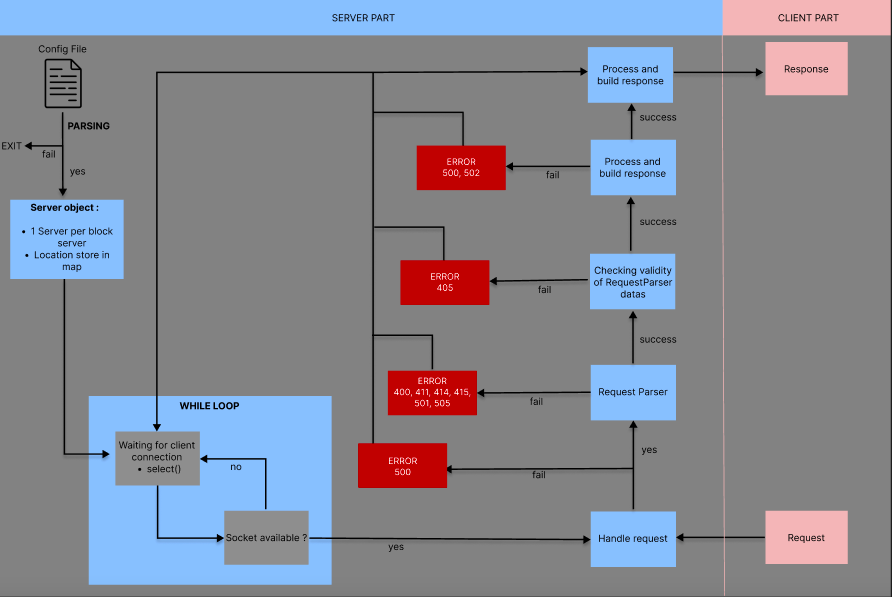 SERVER PART
CLIENT PART
Config File
PARSING
EXIT
fail
yes
Server object :
• 1 Server per block
server
• Location store in
map
WHILE LOOP
Waiting for client
connection
• select()
no
Socket available ?
yes
Process and
build response
Response
success
Process and
build response
fail
ERROR
500, 502
success
Checking validity
of RequestParser
datas
fail
ERROR
405
success
Request Parser
fail
ERROR
400, 411, 414, 415,
501, 505
yes
fail
ERROR
500
Handle request
Request